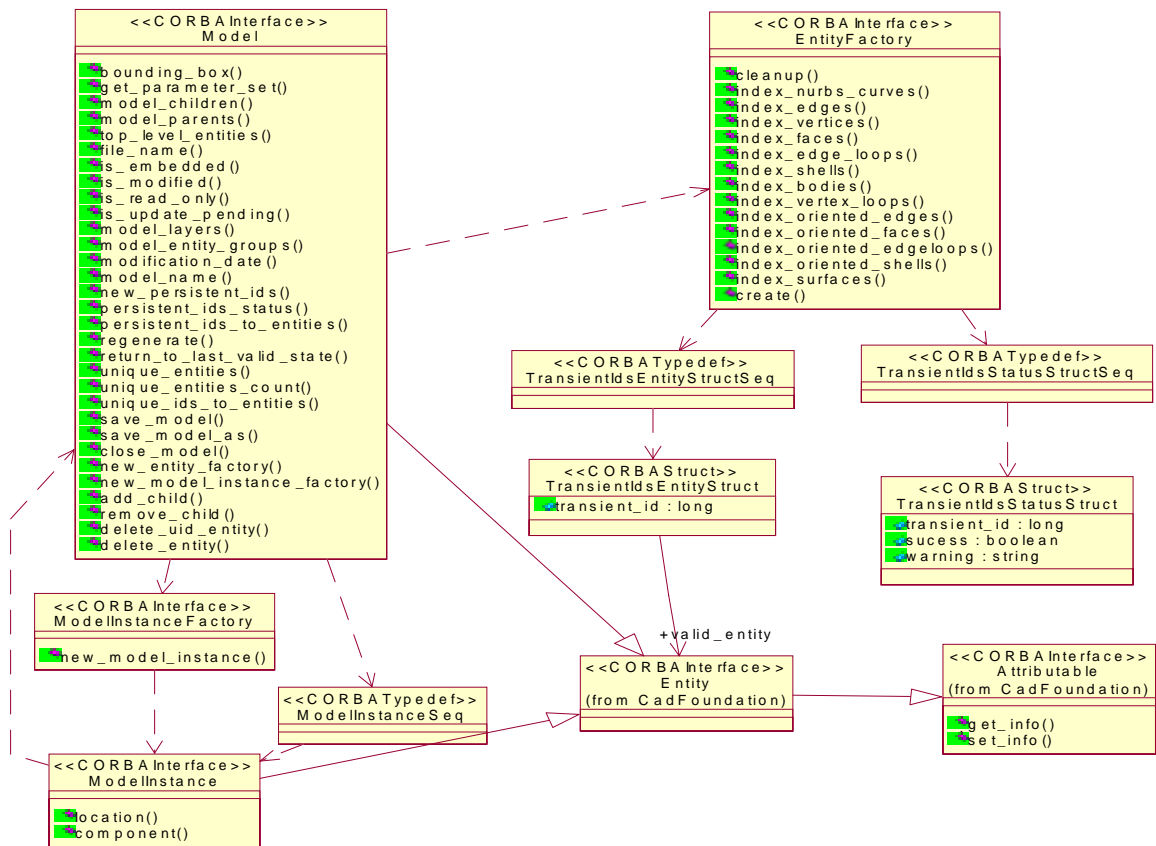 <<CORBAInterface>>
Model
bounding_box()
get_parameter_set()
model_children()
model_parents()
top_level_entities()
file_name()
is_embedded()
is_modified()
is_read_only()
is_update_pending()
model_layers()
model_entity_groups()
modification_date()
model_name()
new_persistent_ids()
persistent_ids_status()
persistent_ids_to_entities()
regenerate()
return_to_last_valid_state()
unique_entities()
unique_entities_count()
unique_ids_to_entities()
save_model()
save_model_as()
close_model()
new_entity_factory()
new_model_instance_factory()
add_child()
remove_child()
delete_uid_entity()
delete_entity()
<<CORBAInterface>>
EntityFactory
cleanup()
index_nurbs_curves()
index_edges()
index_vertices()
index_faces()
index_edge_loops()
index_shells()
index_bodies()
index_vertex_loops()
index_oriented_edges()
index_oriented_faces()
index_oriented_edgeloops()
index_oriented_shells()
index_surfaces()
create()
<<CORBATypedef>>
TransientIdsEntityStructSeq
<<CORBATypedef>>
TransientIdsStatusStructSeq
<<CORBAStruct>>
TransientIdsEntityStruct
transient_id : long
<<CORBAStruct>>
TransientIdsStatusStruct
transient_id : long
sucess : boolean
warning : string
<<CORBAInterface>>
ModelInstanceFactory
new_model_instance()
+valid_entity
<<CORBAInterface>>
Entity
(from CadFoundation)
<<CORBAInterface>>
Attributable
(from CadFoundation)
get_info()
set_info()
<<CORBATypedef>>
ModelInstanceSeq
<<CORBAInterface>>
ModelInstance
location()
component()